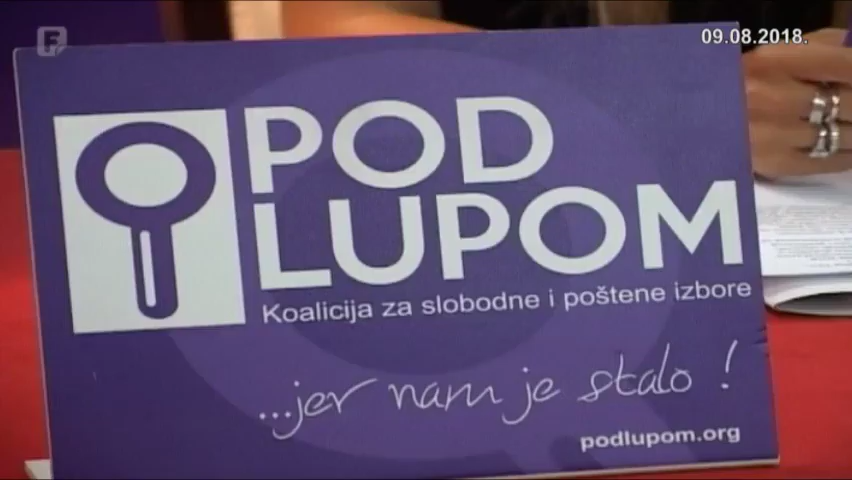 F
09.08.2018.
POD
LUPOM
Koalicija za slobodne i poštene izbore
...jer nam je stalo !
podlupom.org